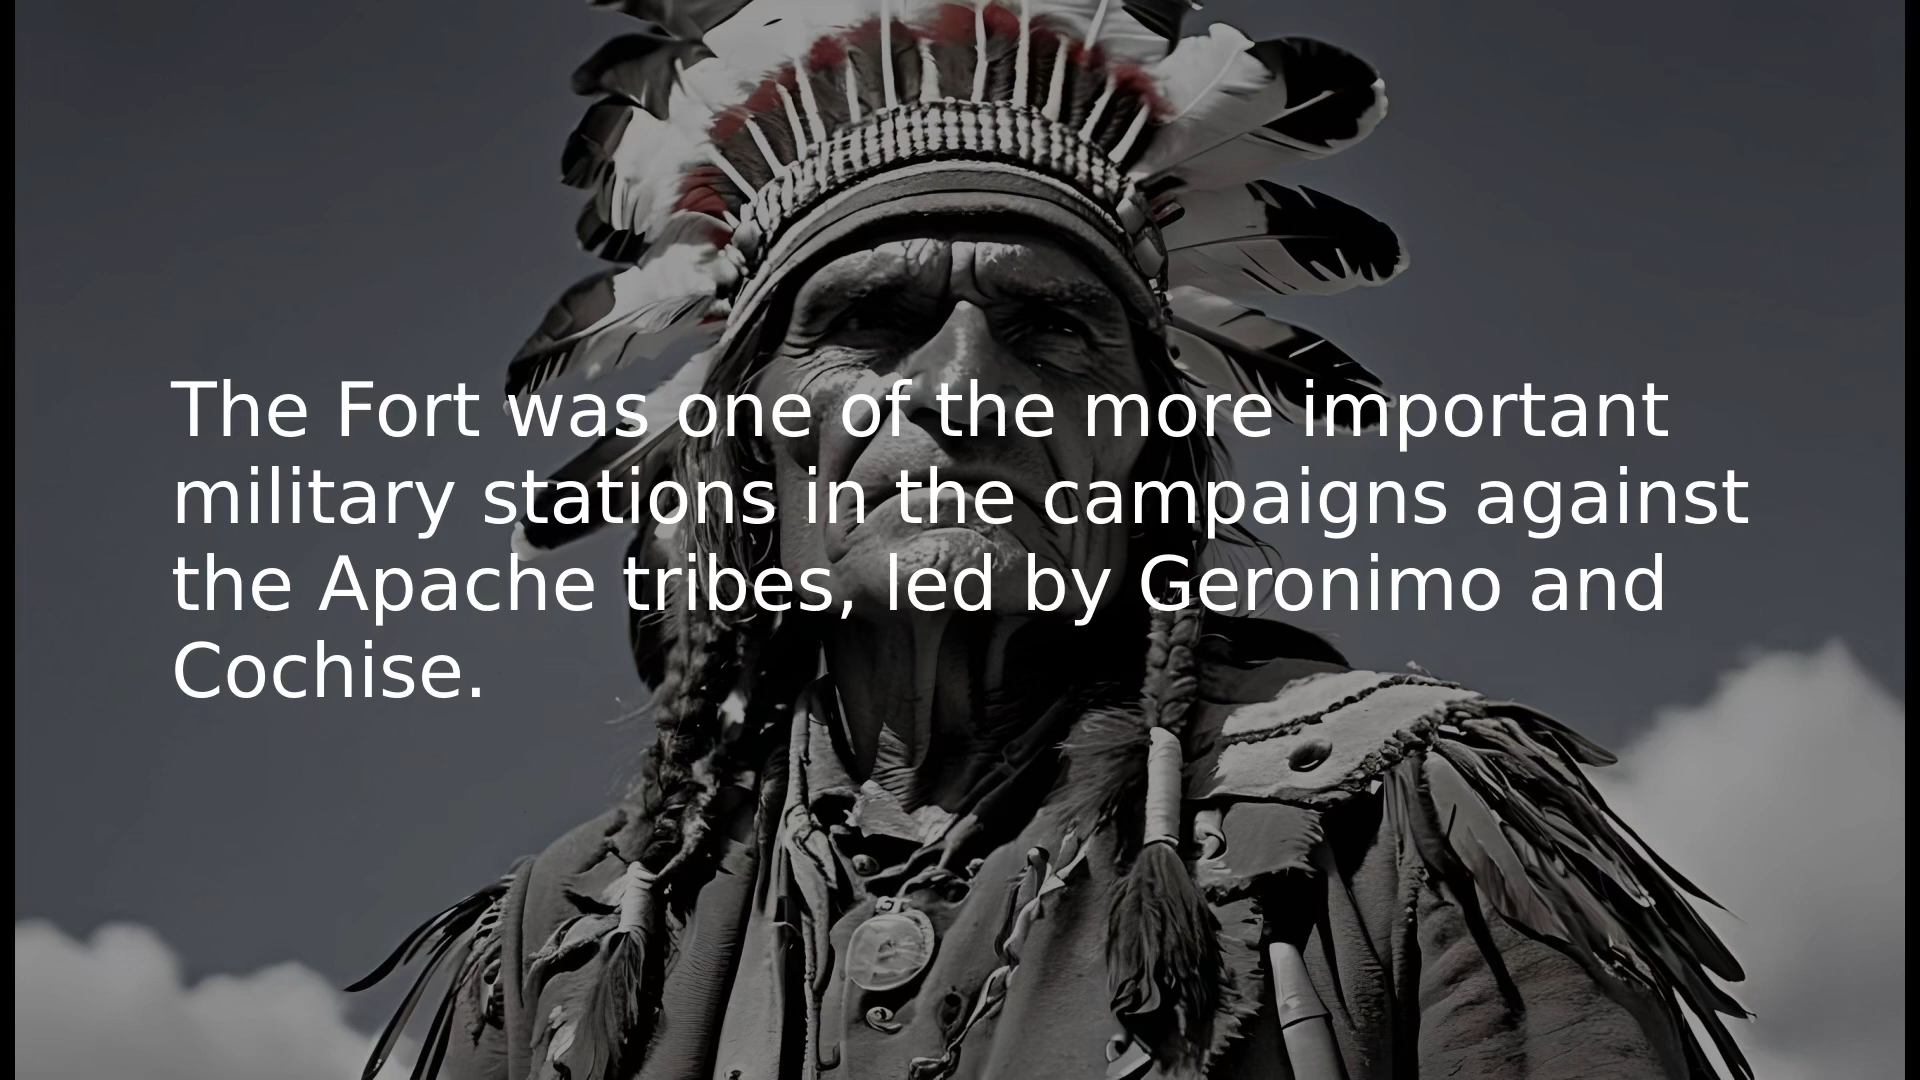 The Fort was one of the more important
military stations in the campaigns against
the Apache tribes, led by Geronimo and
Cochise.